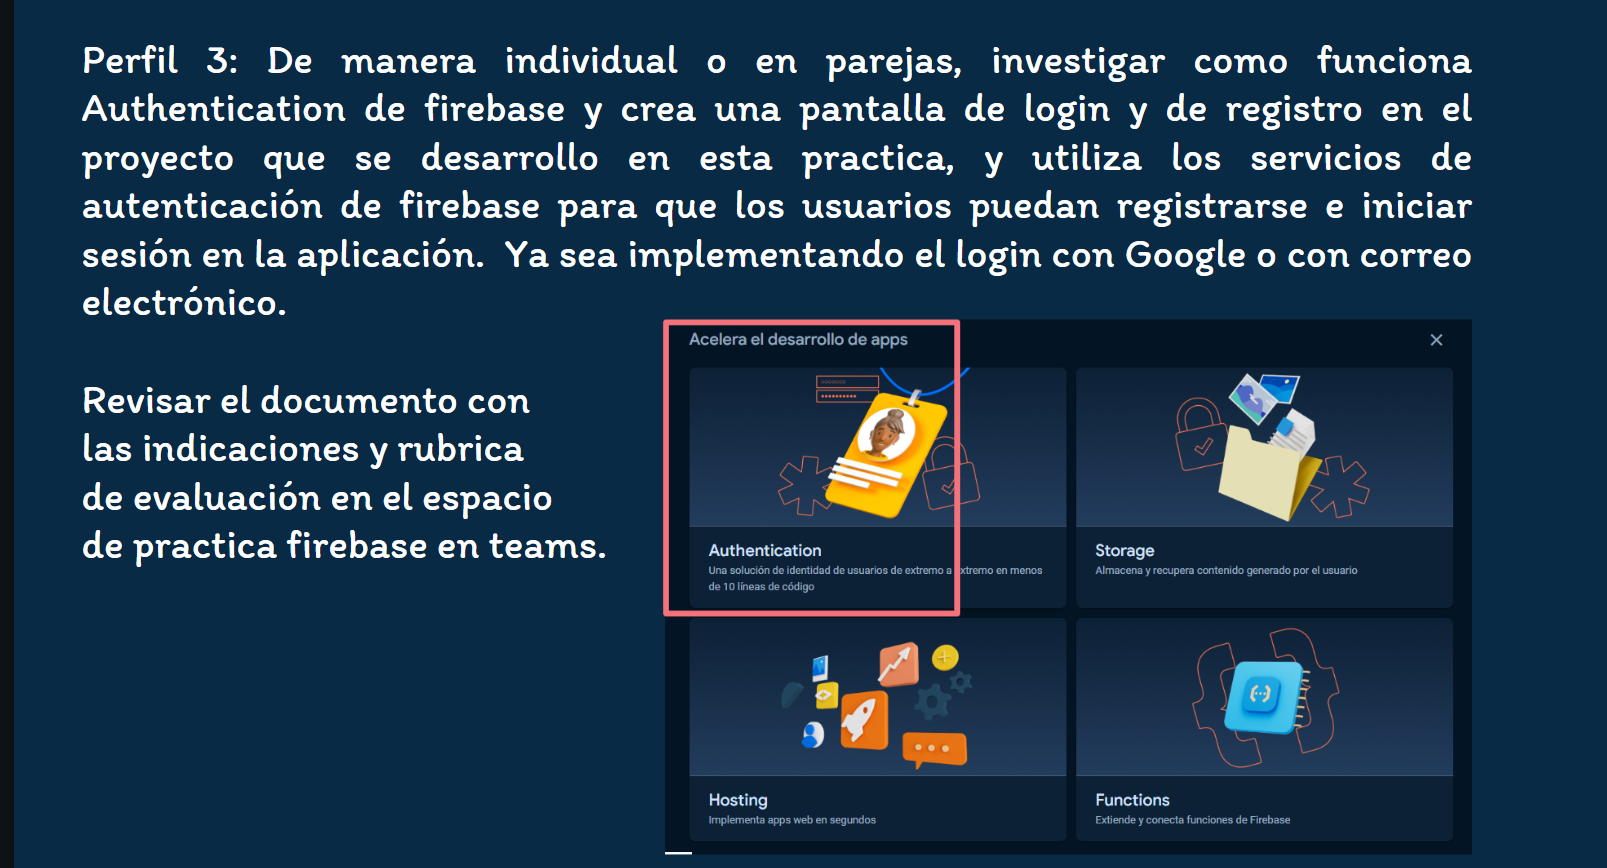 Perfil 3: De manera individual o en parejas, investigar como funciona
Authentication de firebase y crea una pantalla de login y de registro en el
proyecto que se desarrollo en esta practica, y utiliza los servicios de
autenticación de firebase para que los usuarios puedan registrarse e iniciar
sesión en la aplicación. Ya sea implementando el login con Google o con correo
electrónico.
Revisar el documento con
las indicaciones y rubrica
de evaluación en el espacio
de practica firebase en teams.
Acelera el desarrollo de apps
Authentication
Una solución de identidad de usuarios de extremo a extremo en menos
de 10 líneas de código
Storage
Almacena y recupera contenido generado por el usuario
Hosting
Implementa apps web en segundos
Functions
Extiende y conecta funciones de Firebase